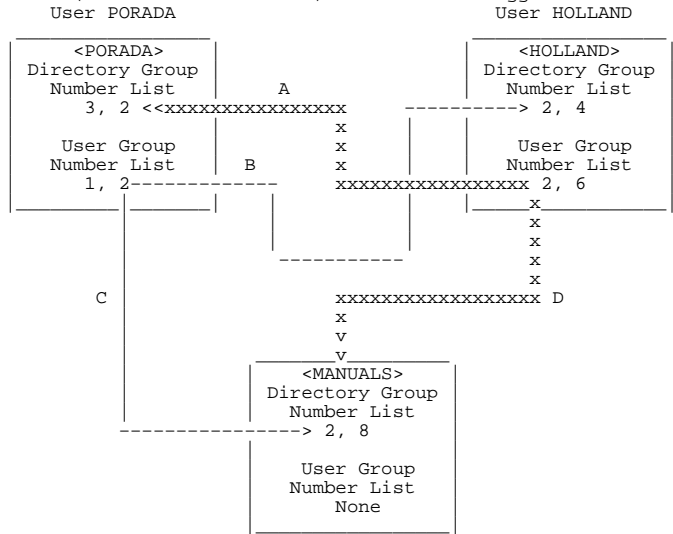 User PORADA User HOLLAND
<PORADA> <HOLLAND>
Directory Group Directory Group
Number List A Number List
3, 2 <<xxxxxxxxxxxxxxxx ----------> 2, 4
x
User Group x User Group
Number List B x Number List
1, 2------------- xxxxxxxxxxxxxxxxx 2, 6
x
x
x
----------- x
x
C xxxxxxxxxxxxxxxxxx D
x
v
v
<MANUALS>
Directory Group
Number List
----------------> 2, 8
User Group
Number List
None